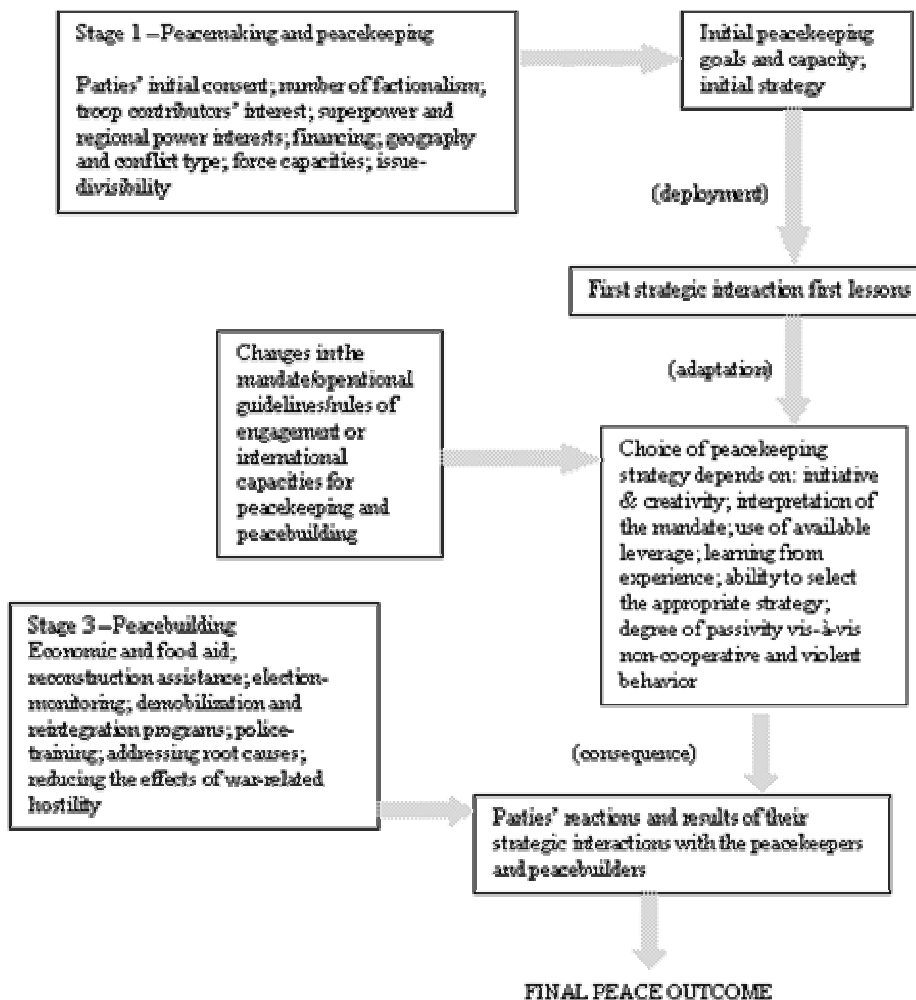 Stage 1 – Peacemaking and peacekeeping
Parties' initial consent; number of factionalism;
troop contributors' interest; superpower and
regional power interests; financing; geography
and conflict type; force capacities; issue-
divisibility
Initial peacekeeping
goals and capacity;
initial strategy
(deployment)
First strategic interaction first lessons
(adaptation)
Changes in the
mandate/operational
guidelines/rules of
engagement or
international
capacities for
peacekeeping and
peacebuilding
Choice of peacekeeping
strategy depends on: initiative
& creativity; interpretation of
the mandate; use of available
leverage; learning from
experience; ability to select
the appropriate strategy;
degree of passivity vis-à-vis
non-cooperative and violent
behavior
Stage 3 – Peacebuilding
Economic and food aid;
reconstruction assistance; election-
monitoring; demobilization and
reintegration programs; police-
training; addressing root causes;
reducing the effects of war-related
hostility
(consequence)
Parties' reactions and results of their
strategic interactions with the peacekeepers
and peacebuilders
FINAL PEACE OUTCOME